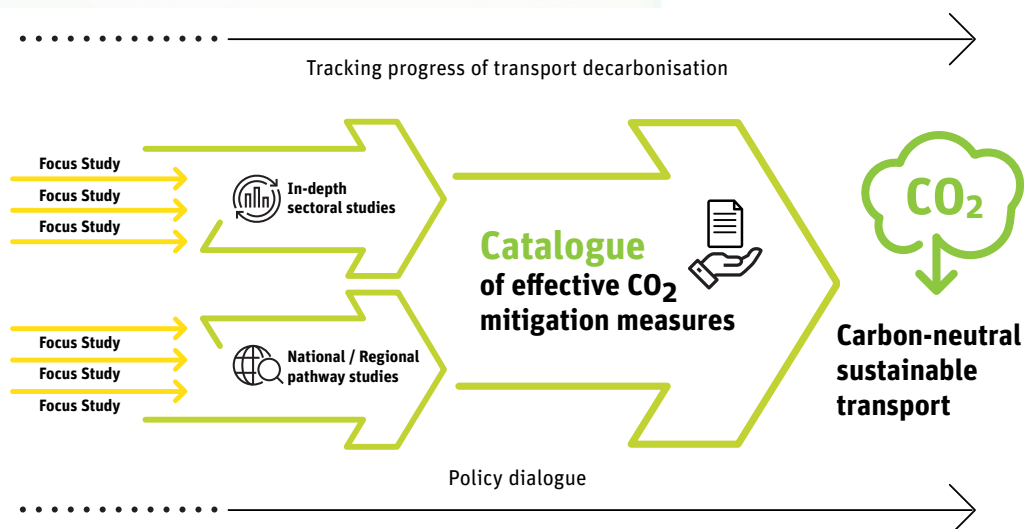 Tracking progress of transport decarbonisation
Focus Study
Focus Study
Focus Study
In-depth
sectoral studies
Focus Study
Focus Study
Focus Study
National / Regional
pathway studies
Catalogue
of effective CO2
mitigation measures
CO2
Carbon-neutral
sustainable
transport
Policy dialogue